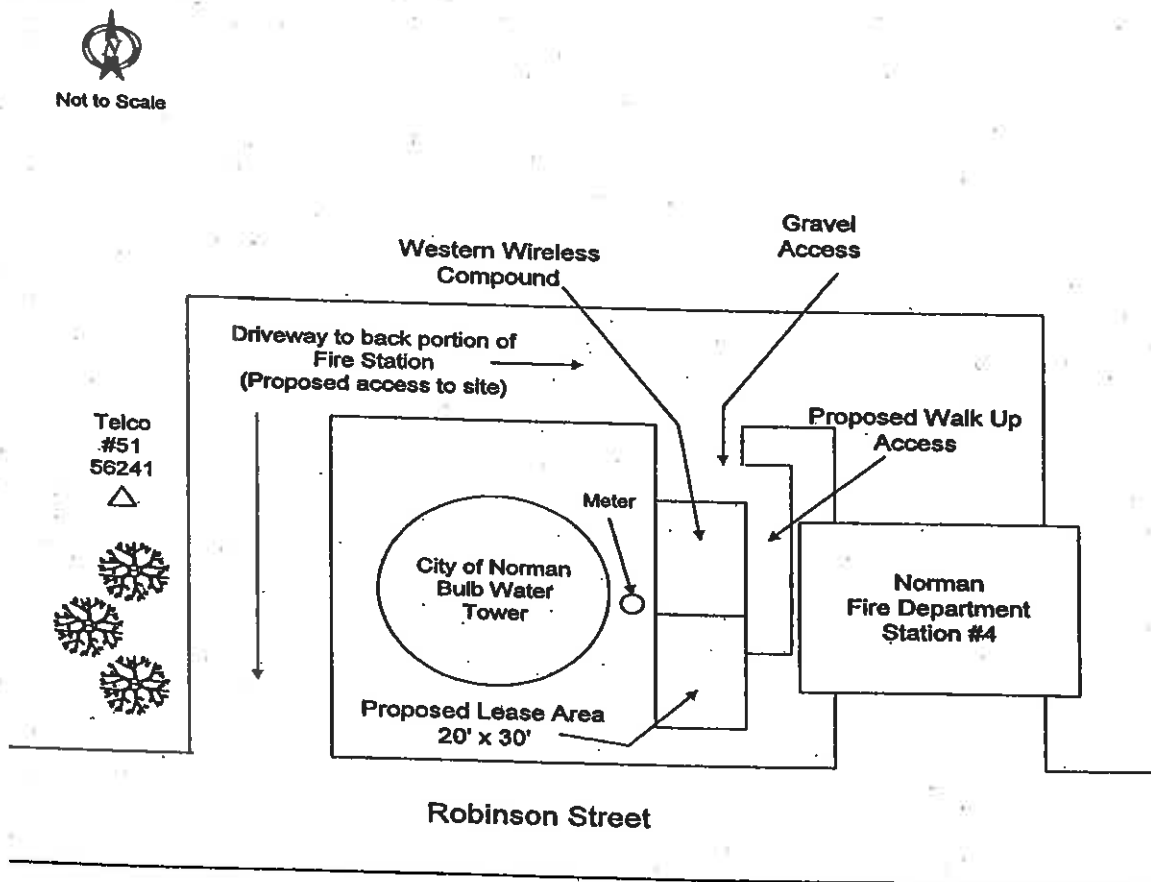 N
Not to Scale
Gravel
Access
Western Wireless
Compound
Driveway to back portion of
Fire Station
(Proposed access to site)
Telco
#51
56241
Proposed Walk Up
Access
Meter
City of Norman
Bulb Water
Tower
Norman
Fire Department
Station #4
Proposed Lease Area
20' x 30'
Robinson Street